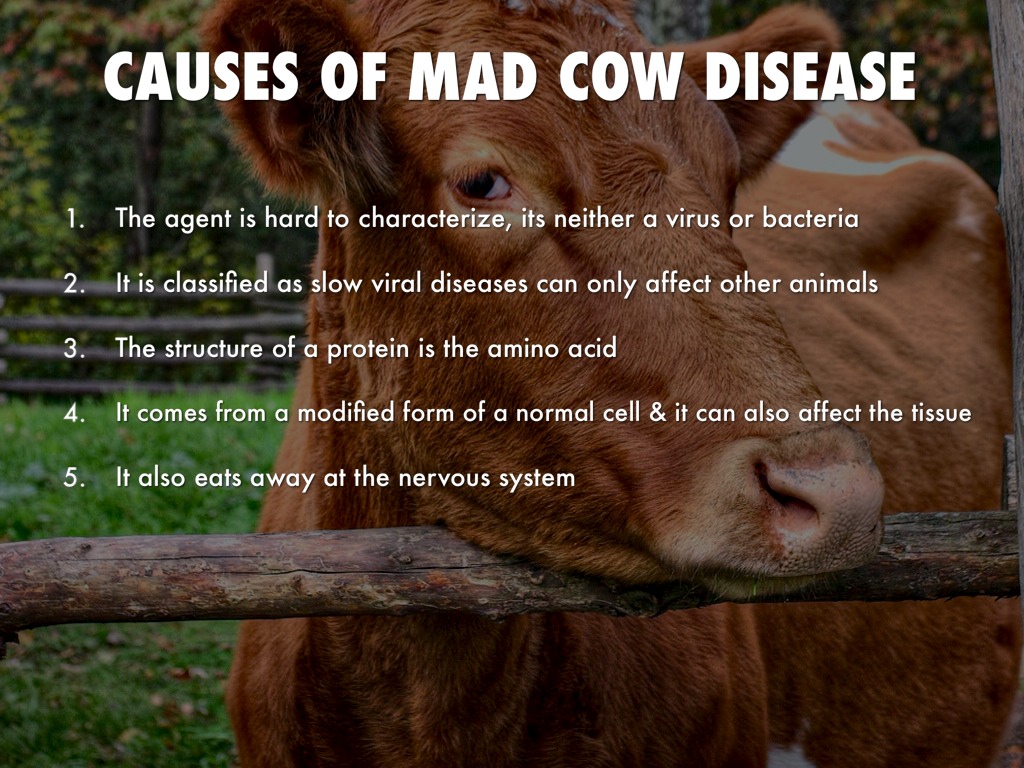 CAUSES OF MAD COW DISEASE
1. The agent is hard to characterize, its neither a virus or bacteria
2. It is classified as slow viral diseases can only affect other animals
3. The structure of a protein is the amino acid
4. It comes from a modified form of a normal cell & it can also affect the tissue
5. It also eats away at the nervous system